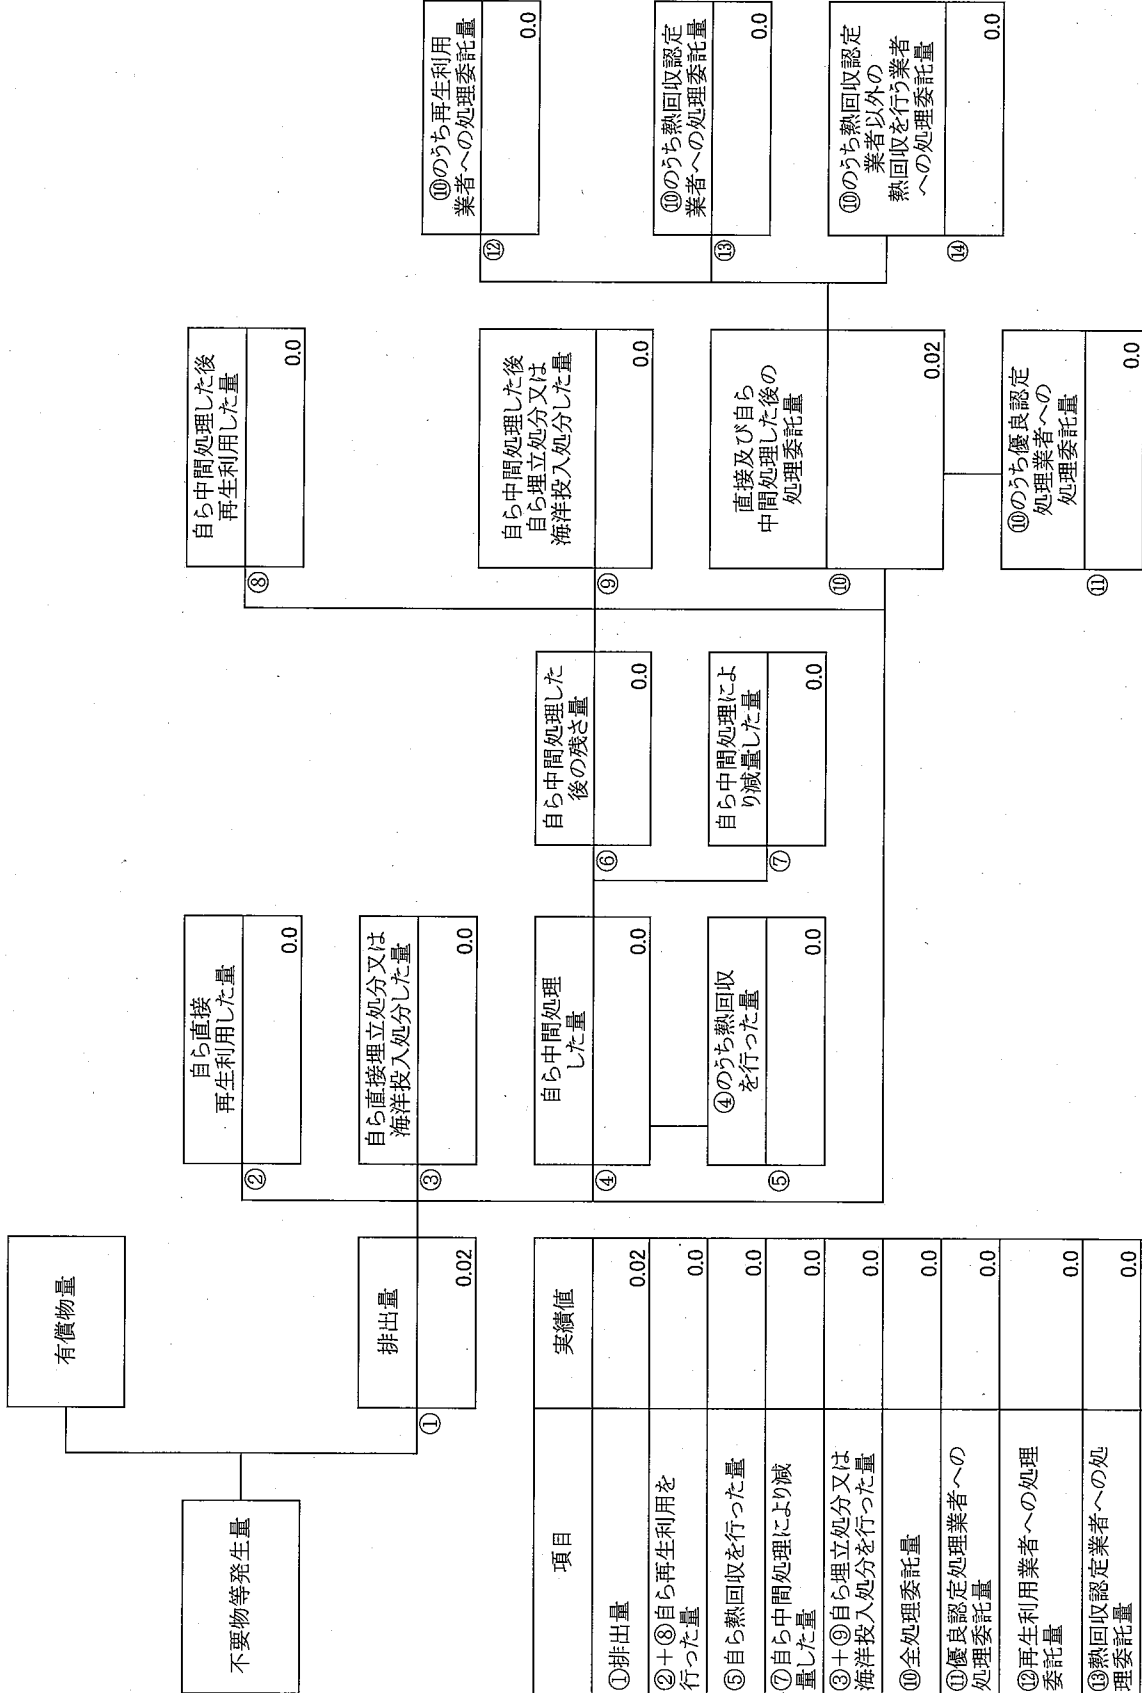 不要物等発生量
有償物量
排出量
①
0.02
自ら直接
再生利用した量
②
0.0
自ら直接埋立処分又は
海洋投入処分した量
③
0.0
自ら中間処理
した量
④
0.0
④のうち熱回収
を行った量
⑤
0.0
自ら中間処理した
後の残さ量
⑥
0.0
自ら中間処理によ
り減量した量
⑦
0.0
自ら中間処理した後
再生利用した量
⑧
0.0
自ら中間処理した後
自ら埋立処分又は
海洋投入処分した量
⑨
0.0
直接及び自ら
中間処理した後の
処理委託量
⑩
0.02
⑩のうち優良認定
処理業者への
処理委託量
⑪
0.0
⑩のうち再生利用
業者への処理委託量
⑫
0.0
⑩のうち熱回収認定
業者への処理委託量
⑬
0.0
⑩のうち熱回収認定
業者以外の
熱回収を行う業者
への処理委託量
⑭
0.0
項目 実績値
①排出量 0.02
②+⑧自ら再生利用を
行った量 0.0
⑤自ら熱回収を行った量 0.0
⑦自ら中間処理により減
量した量 0.0
③+⑨自ら埋立処分又は
海洋投入処分を行った量 0.0
⑩全処理委託量 0.0
⑪優良認定処理業者への
処理委託量 0.0
⑫再生利用業者への処理
委託量 0.0
⑬熱回収認定業者への処
理委託量 0.0